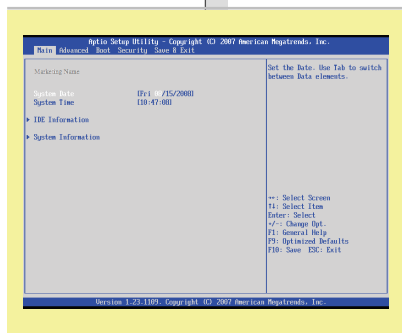 Aptio Setup Utility - Copyright (C) 2007 American Megatrends, Inc.
Main Advanced Boot Security Save & Exit
Marketing Name
System Date [Fri /15/2008]
System Time [10:47:08]
IDE Information
System Information
Set the Date. Use Tab to switch
between Data elements.
↔: Select Screen
↑↓: Select Item
Enter: Select
+/-: Change Opt.
F1: General Help
F9: Optimized Defaults
F10: Save ESC: Exit
Version 1.23.1109. Copyright (C) 2007 American Megatrends, Inc.